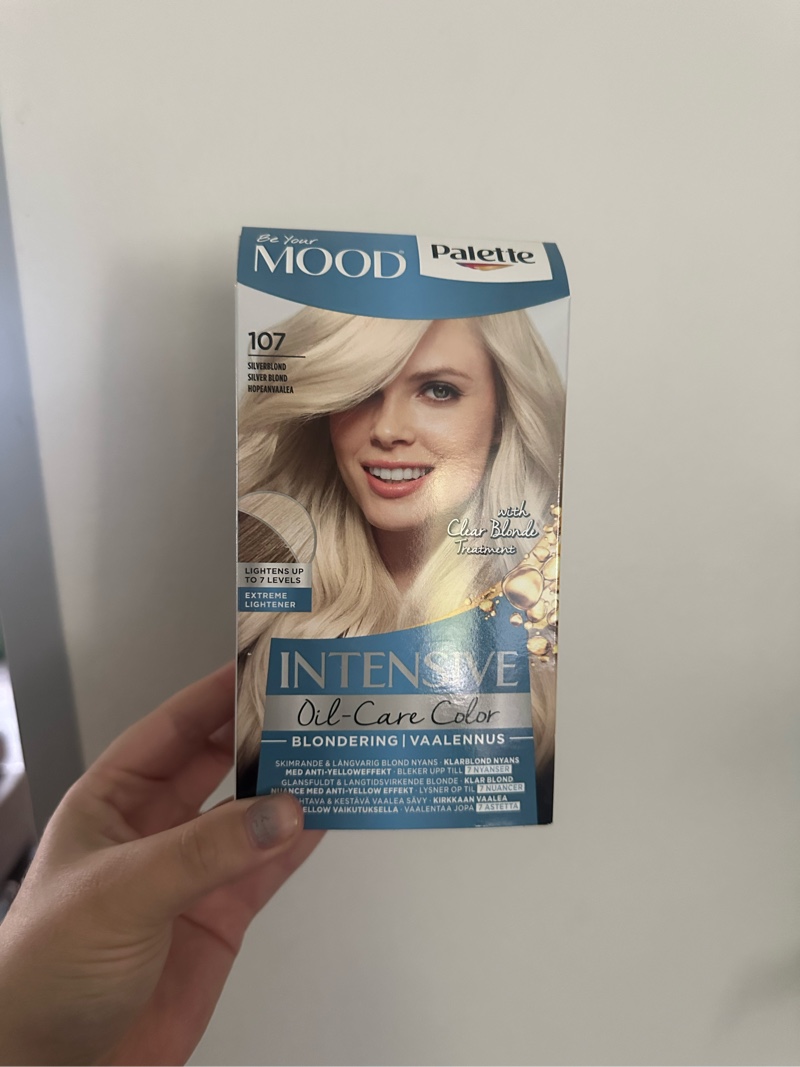 Be Your
MOOD
Palette
107
SILVERBLOND
SILVER BLOND
HOPEANVAALEA
with
Clear Blonde
Treatment
LIGHTENS UP
TO 7 LEVELS
EXTREME
LIGHTENER
INTENSIVE
Oil-Care Color
BLONDERING | VAALENNUS
SKIMRANDE & LÅNGVARIG BLOND NYANS · KLARBLOND NYANS
MED ANTI-YELLOWEFFEKT · BLEKER UPP TILL 7 NYANSER
GLANSFULDT & LANGTIDSVIRKENDE BLONDE · KLAR BLOND
NUANCE MED ANTI-YELLOW EFFEKT · LYSNER OP TIL 7 NUANCER
& KESTÄVÄ VAALEA SÄVY · KIRKKAAN VAALEA
VAIKUTUKSELLA · VAALENTAA JOPA 7 ASTETTA